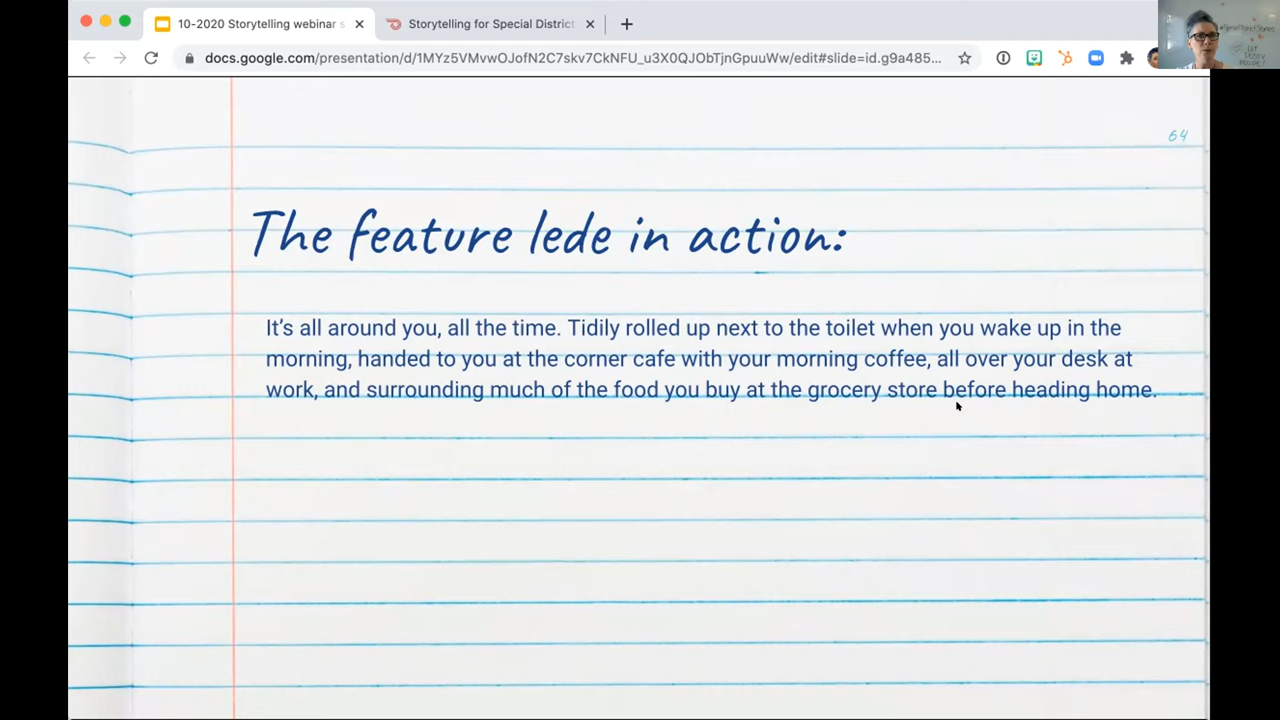 10-2020 Storytelling webinar s
Storytelling for Special District
docs.google.com/presentation/d/1MYz5VMvwOJofN2C7skv7CkNFU_u3X0QJObTjnGpuuWw/edit#slide=id.g9a485...
64
The feature lede in action:
It's all around you, all the time. Tidily rolled up next to the toilet when you wake up in the
morning, handed to you at the corner cafe with your morning coffee, all over your desk at
work, and surrounding much of the food you buy at the grocery store before heading home.